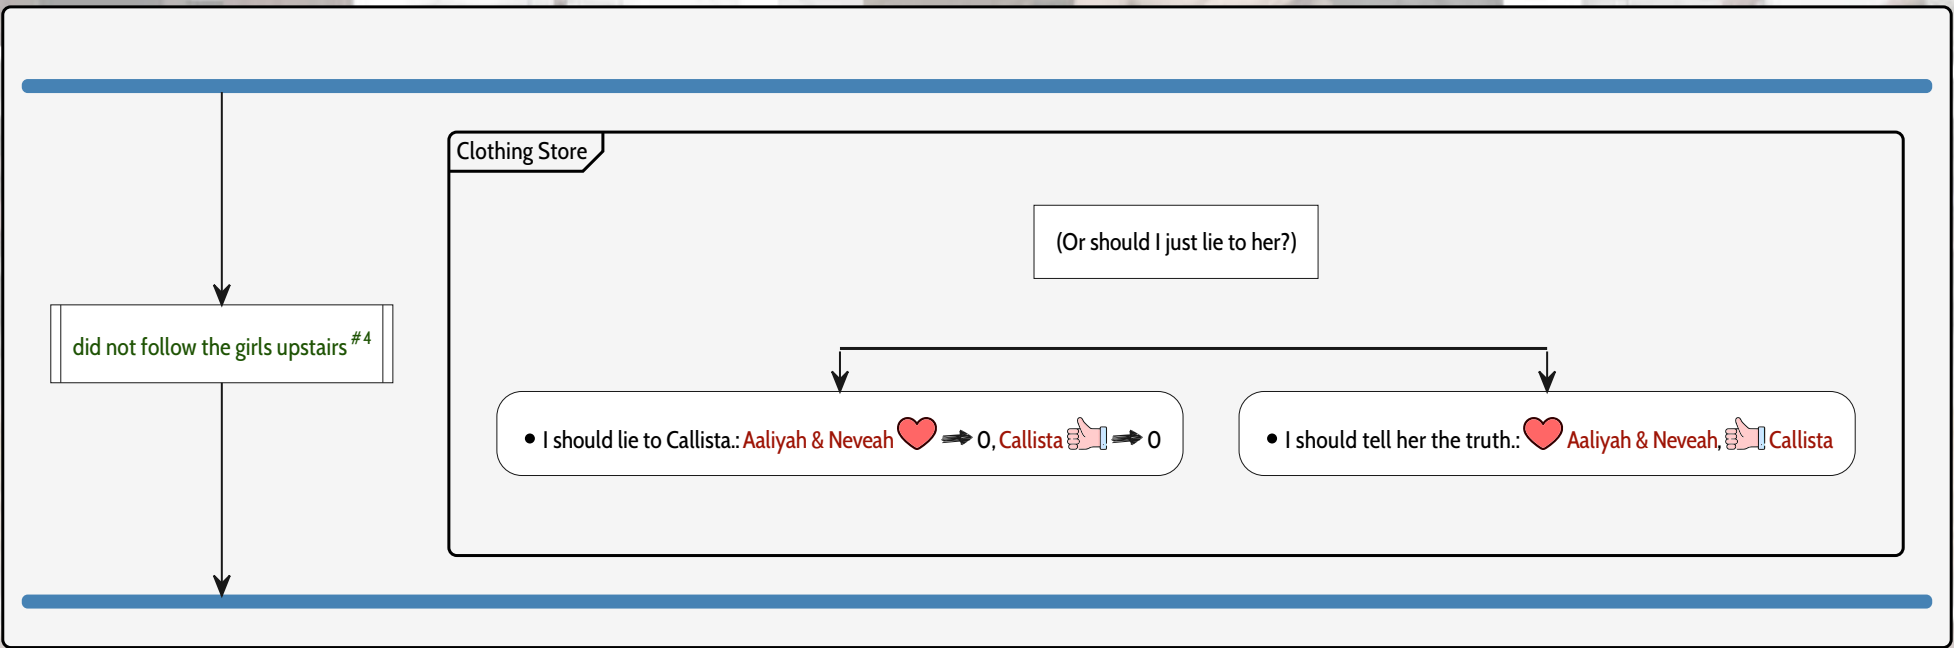 Clothing Store
(Or should I just lie to her?)
did not follow the girls upstairs #4
• I should lie to Callista.: Aaliyah & Neveah 0, Callista 0
• I should tell her the truth.: Aaliyah & Neveah, Callista